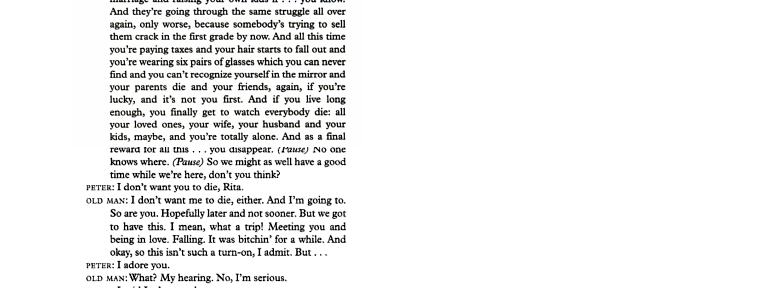 marriage and raising your own kids if . . . you know.
And they're going through the same struggle all over
again, only worse, because somebody's trying to sell
them crack in the first grade by now. And all this time
you're paying taxes and your hair starts to fall out and
you're wearing six pairs of glasses which you can never
find and you can't recognize yourself in the mirror and
your parents die and your friends, again, if you're
lucky, and it's not you first. And if you live long
enough, you finally get to watch everybody die: all
your loved ones, your wife, your husband and your
kids, maybe, and you're totally alone. And as a final
reward for all this . . . you disappear. (Pause) No one
knows where. (Pause) So we might as well have a good
time while we're here, don't you think?
PETER: I don't want you to die, Rita.
OLD MAN: I don't want me to die, either. And I'm going to.
So are you. Hopefully later and not sooner. But we got
to have this. I mean, what a trip! Meeting you and
being in love. Falling. It was bitchin' for a while. And
okay, so this isn't such a turn-on, I admit. But . . .
PETER: I adore you.
OLD MAN: What? My hearing. No, I'm serious.